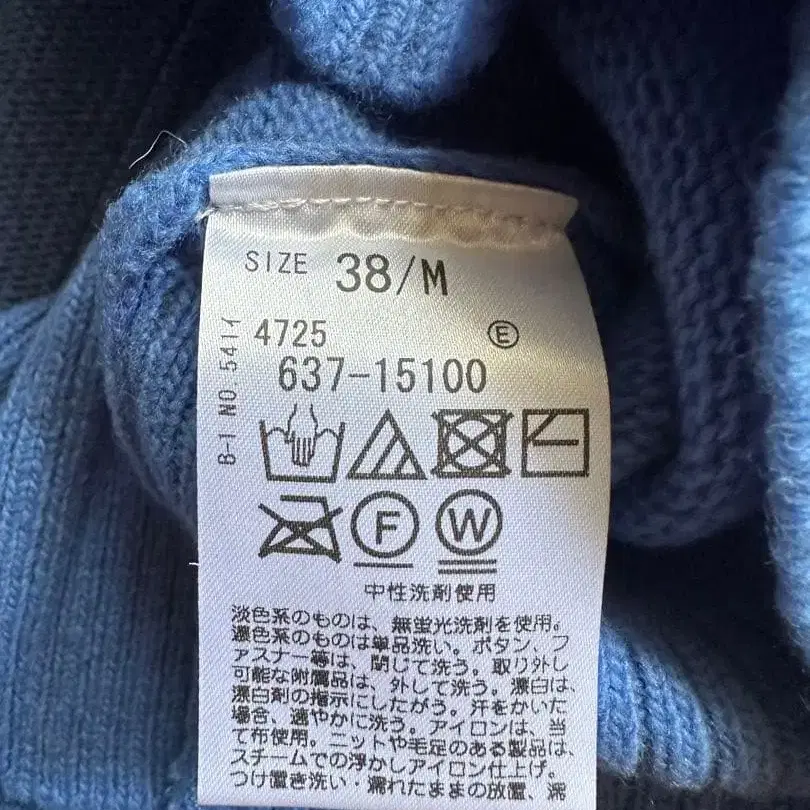 SIZE 38/M
4725 Ⓔ
637-15100
B-I NO.541イ
F W
中性洗剤使用
淡色系のものは、無蛍光洗剤を使用。
濃色系のものは単品洗い。ボタン、フ
ァスナー等は、閉じて洗う。取り外し
可能な附属品は、外して洗う。漂白は、
漂白剤の指示にしたがう。汗をかいた
場合、速やかに洗う。アイロンは、当
て布使用。ニットや毛足のある製品は、
スチームでの浮かしアイロン仕上げ。
つけ置き洗い・濡れたままの放置、濡